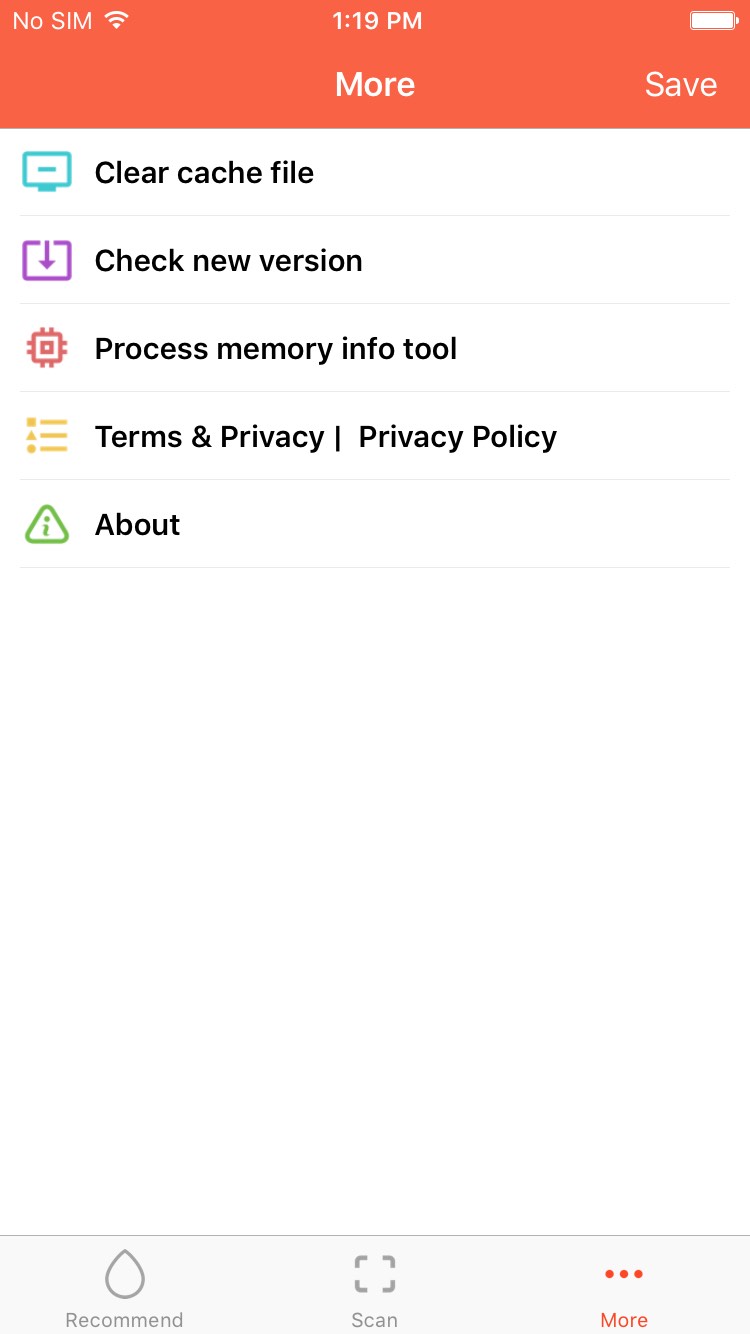 No SIM 1:19 PM
More Save
Clear cache file
Check new version
Process memory info tool
Terms & Privacy | Privacy Policy
About
Recommend Scan More